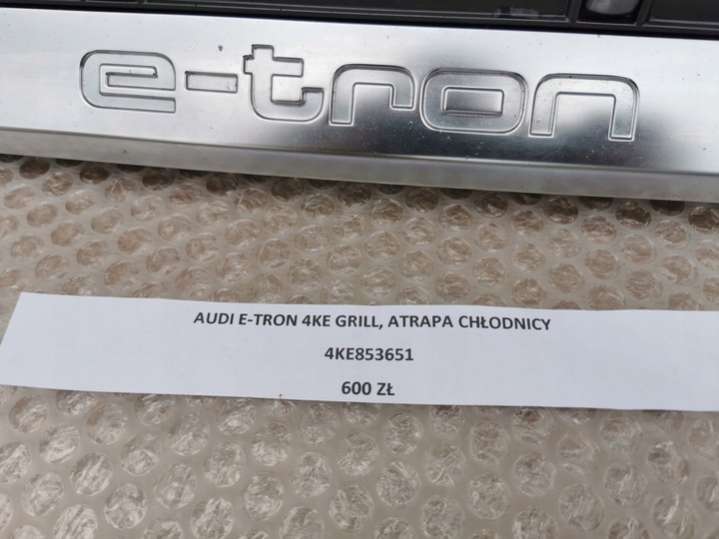 e-tron
AUDI E-TRON 4KE GRILL, ATRAPA CHŁODNICY
4KE853651
600 ZŁ